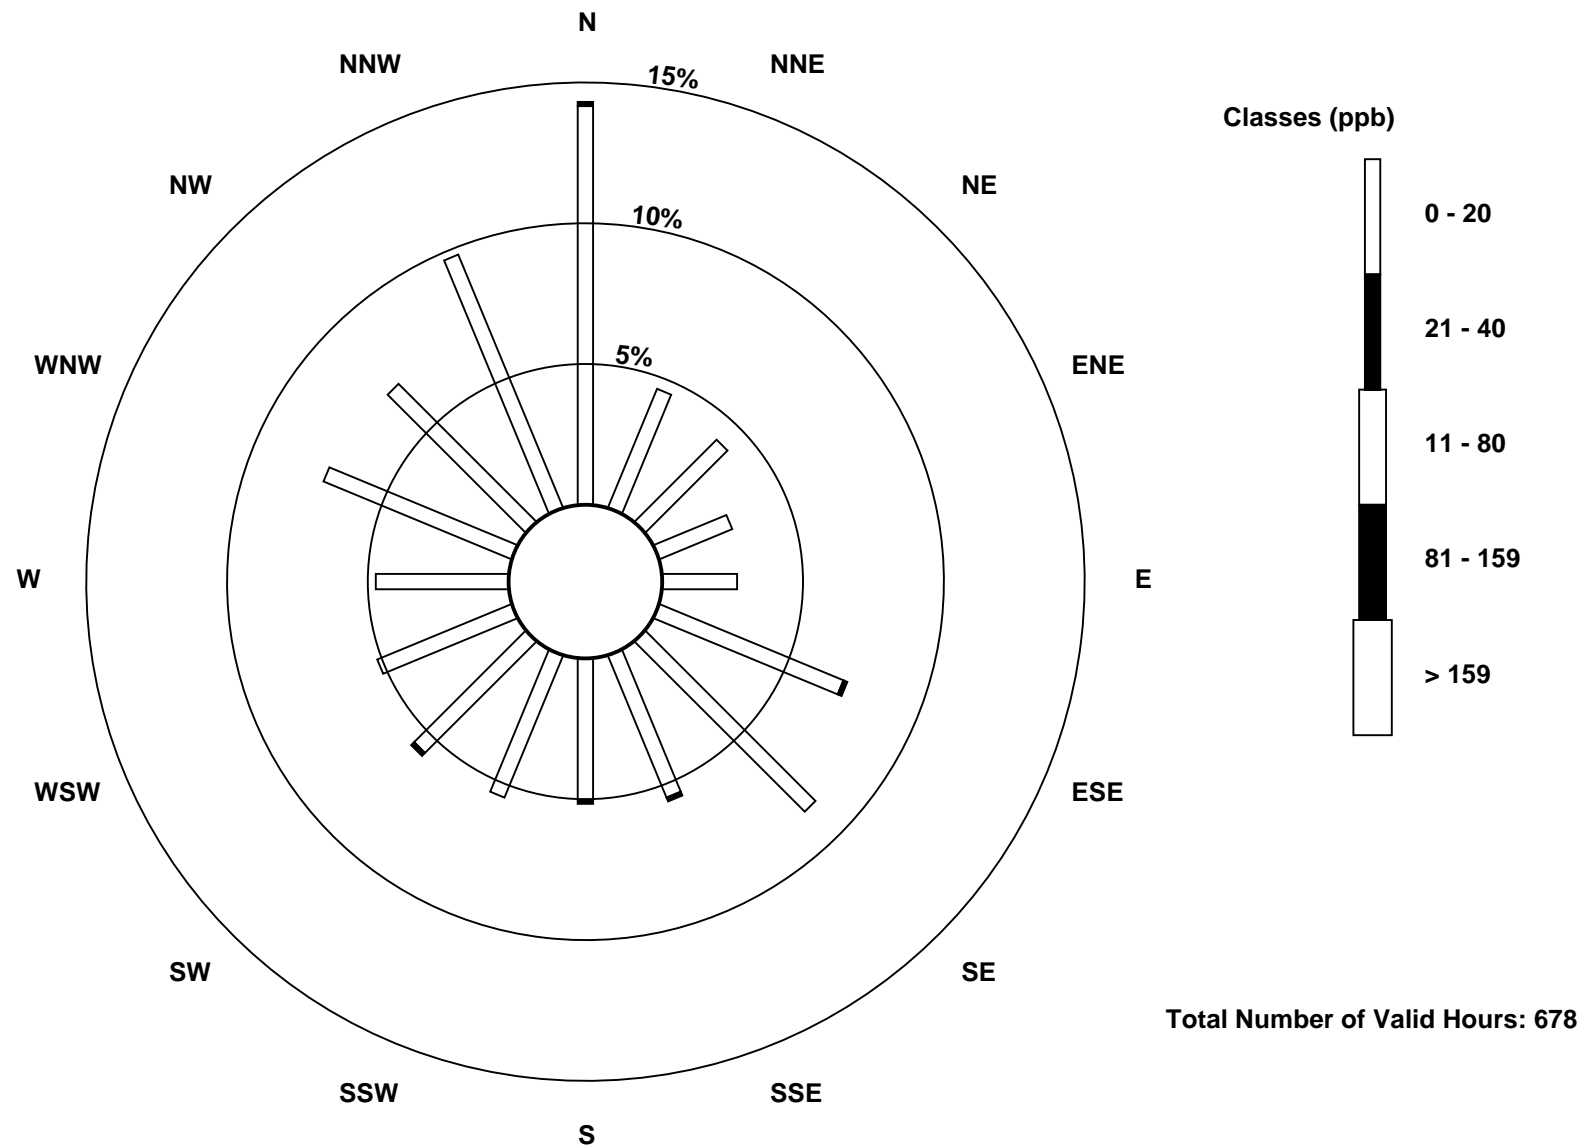 N
NNW
NNE
15%
Classes (ppb)
NW
NE
0 - 20
10%
21 - 40
5%
WNW
ENE
11 - 80
81 - 159
W
E
> 159
WSW
ESE
SW
SE
Total Number of Valid Hours: 678
SSW
SSE
S